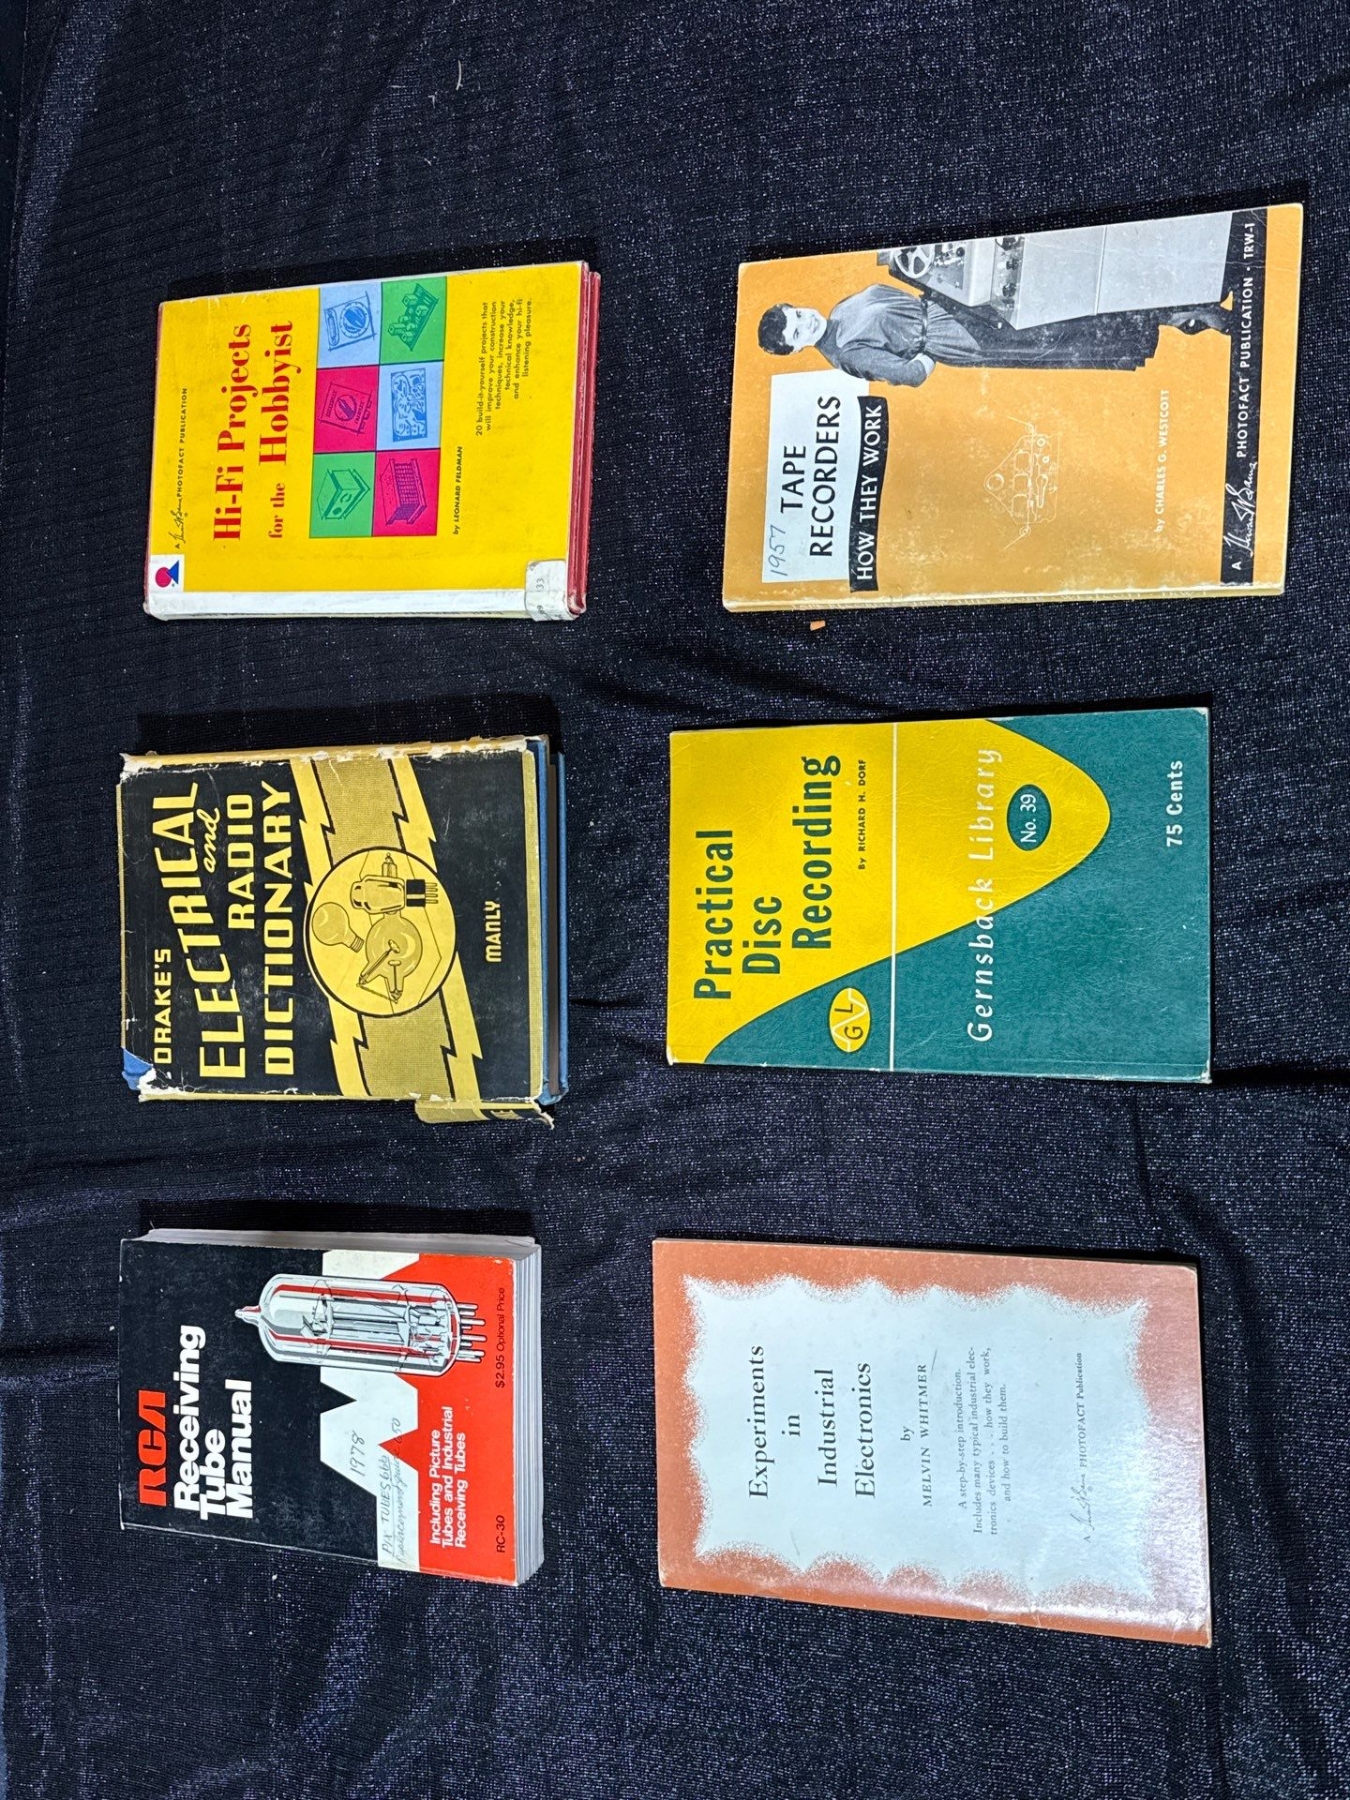 RCA
Receiving
Tube
Manual
1978
PIX TUBES 666
Including Picture
Tubes and Industrial
Receiving Tubes
RC-30
$2.95 Optional Price
DRAKE'S
ELECTRICAL
and
RADIO
DICTIONARY
MANLY
A PHOTOFACT PUBLICATION
Hi-Fi Projects
for the Hobbyist
by LEONARD FELDMAN
20 build-it-yourself projects that
will improve your construction
techniques, increase your
technical knowledge,
and enhance your hi-fi
listening pleasure.
33
Experiments
in
Industrial
Electronics
by
MELVIN WHITMER
A step-by-step introduction.
Includes many typical industrial elec-
tronics devices - - - how they work,
and how to build them.
A Howard W. Sams PHOTOFACT Publication
Practical
Disc
Recording
By RICHARD H. DORF
GL
Gernsback Library
No. 39
75 Cents
1957
TAPE
RECORDERS
HOW THEY WORK
by CHARLES G. WESTCOTT
A Howard W. Sams PHOTOFACT PUBLICATION • TRW-1